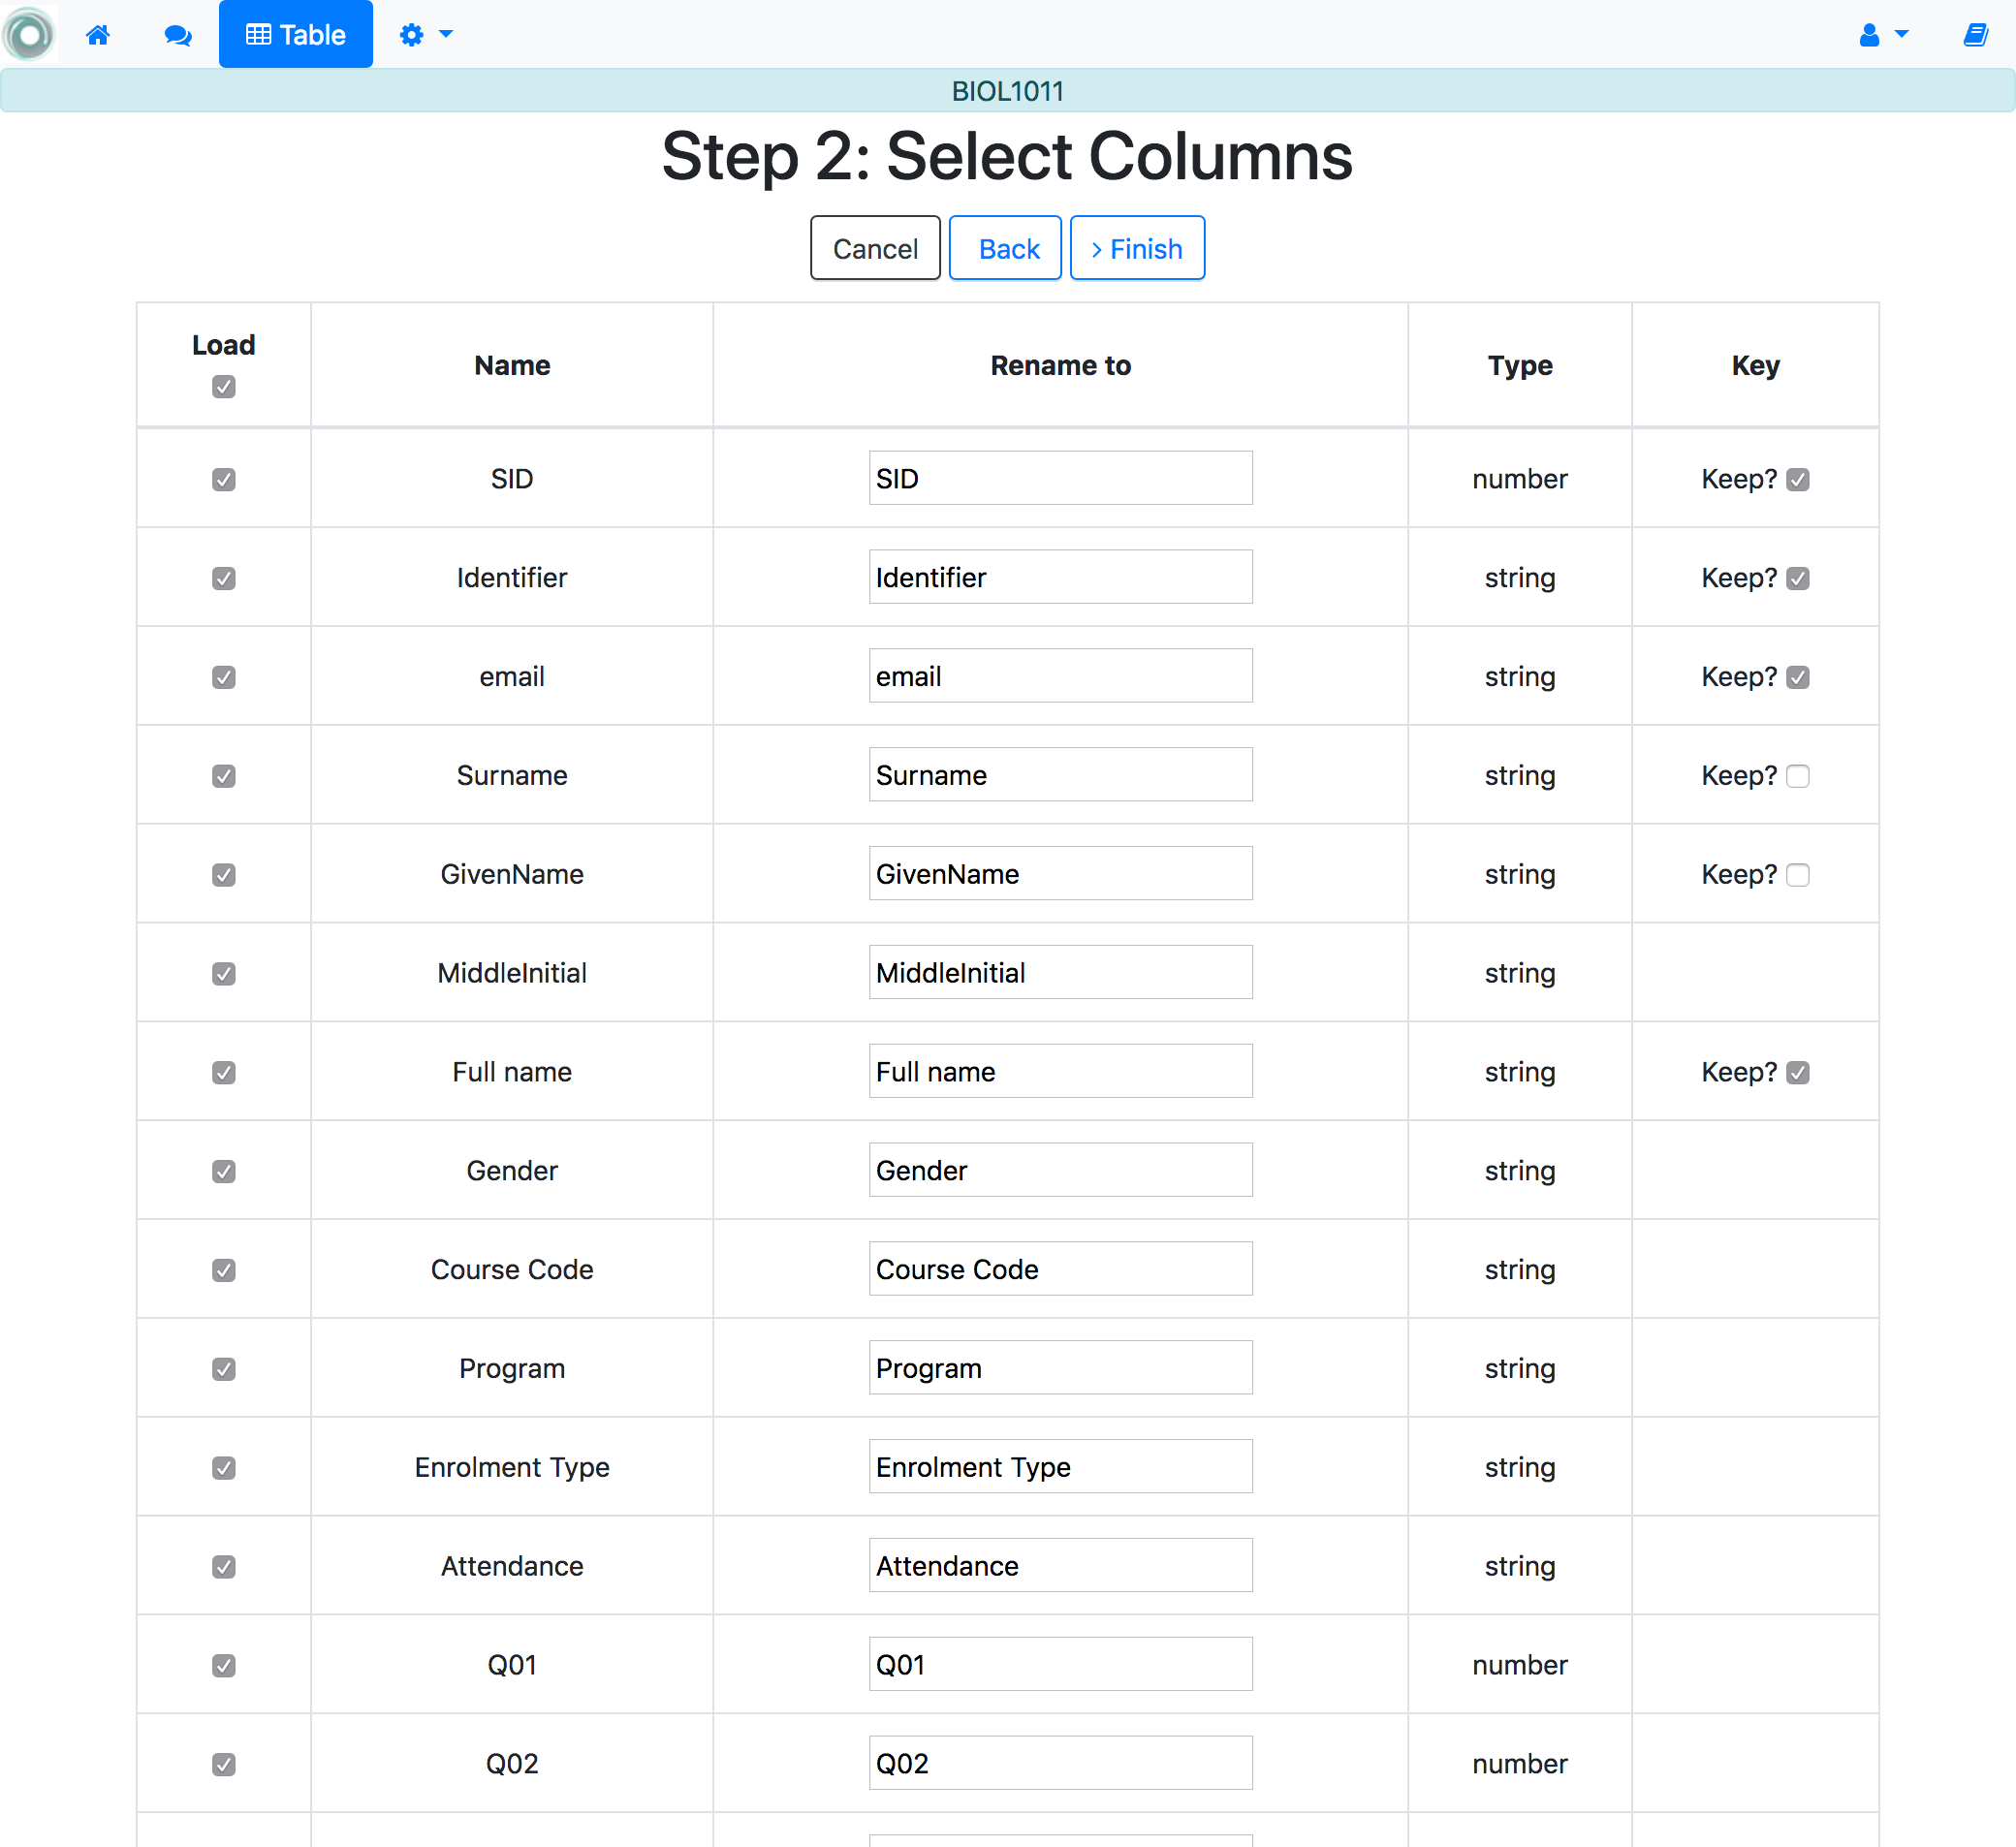 Table
BIOL1011
Step 2: Select Columns
Cancel Back > Finish
Load Name Rename to Type Key
SID SID number Keep?
Identifier Identifier string Keep?
email email string Keep?
Surname Surname string Keep?
GivenName GivenName string Keep?
MiddleInitial MiddleInitial string
Full name Full name string Keep?
Gender Gender string
Course Code Course Code string
Program Program string
Enrolment Type Enrolment Type string
Attendance Attendance string
Q01 Q01 number
Q02 Q02 number